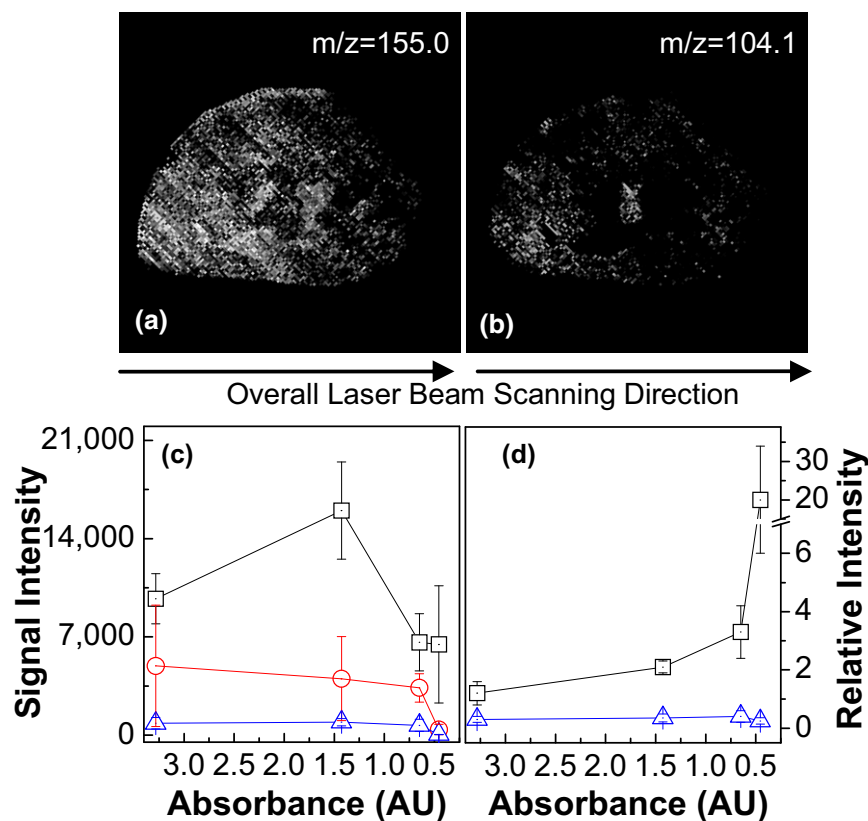 m/z=155.0
m/z=104.1
(a)
(b)
Overall Laser Beam Scanning Direction
(c)
(d)
21,000
14,000
7,000
0
Signal Intensity
30
20
6
4
2
0
Relative Intensity
3.0 2.5 2.0 1.5 1.0 0.5
3.0 2.5 2.0 1.5 1.0 0.5
Absorbance (AU)
Absorbance (AU)